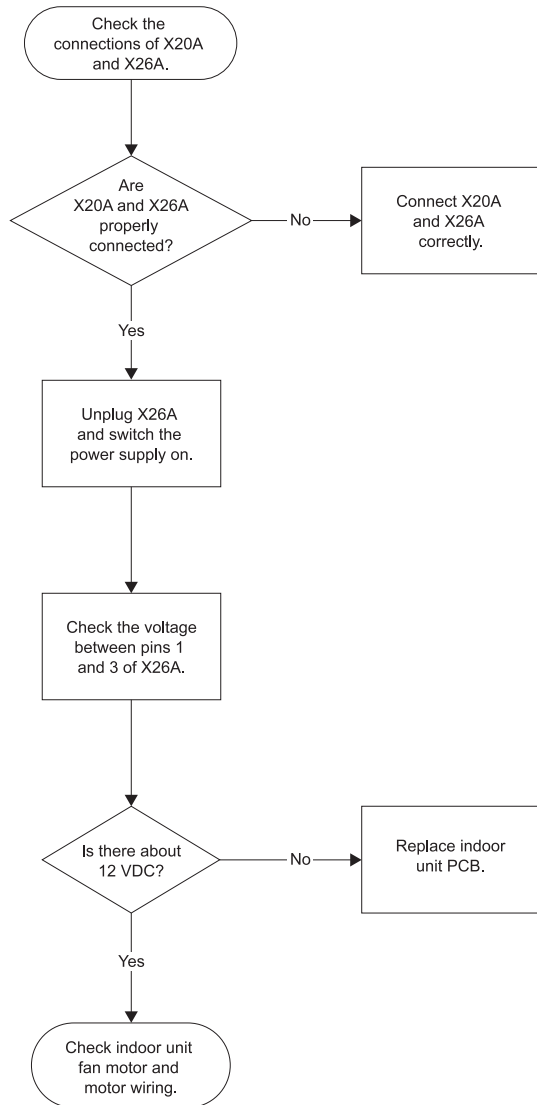 Check the
connections of X20A
and X26A.
Are
X20A and X26A
properly
connected?
No
Connect X20A
and X26A
correctly.
Yes
Unplug X26A
and switch the
power supply on.
Check the voltage
between pins 1
and 3 of X26A.
Is there about
12 VDC?
No
Replace indoor
unit PCB.
Yes
Check indoor unit
fan motor and
motor wiring.